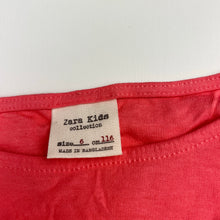 Zara Kids
collection
size 6 cm 116
MADE IN BANGLADESH